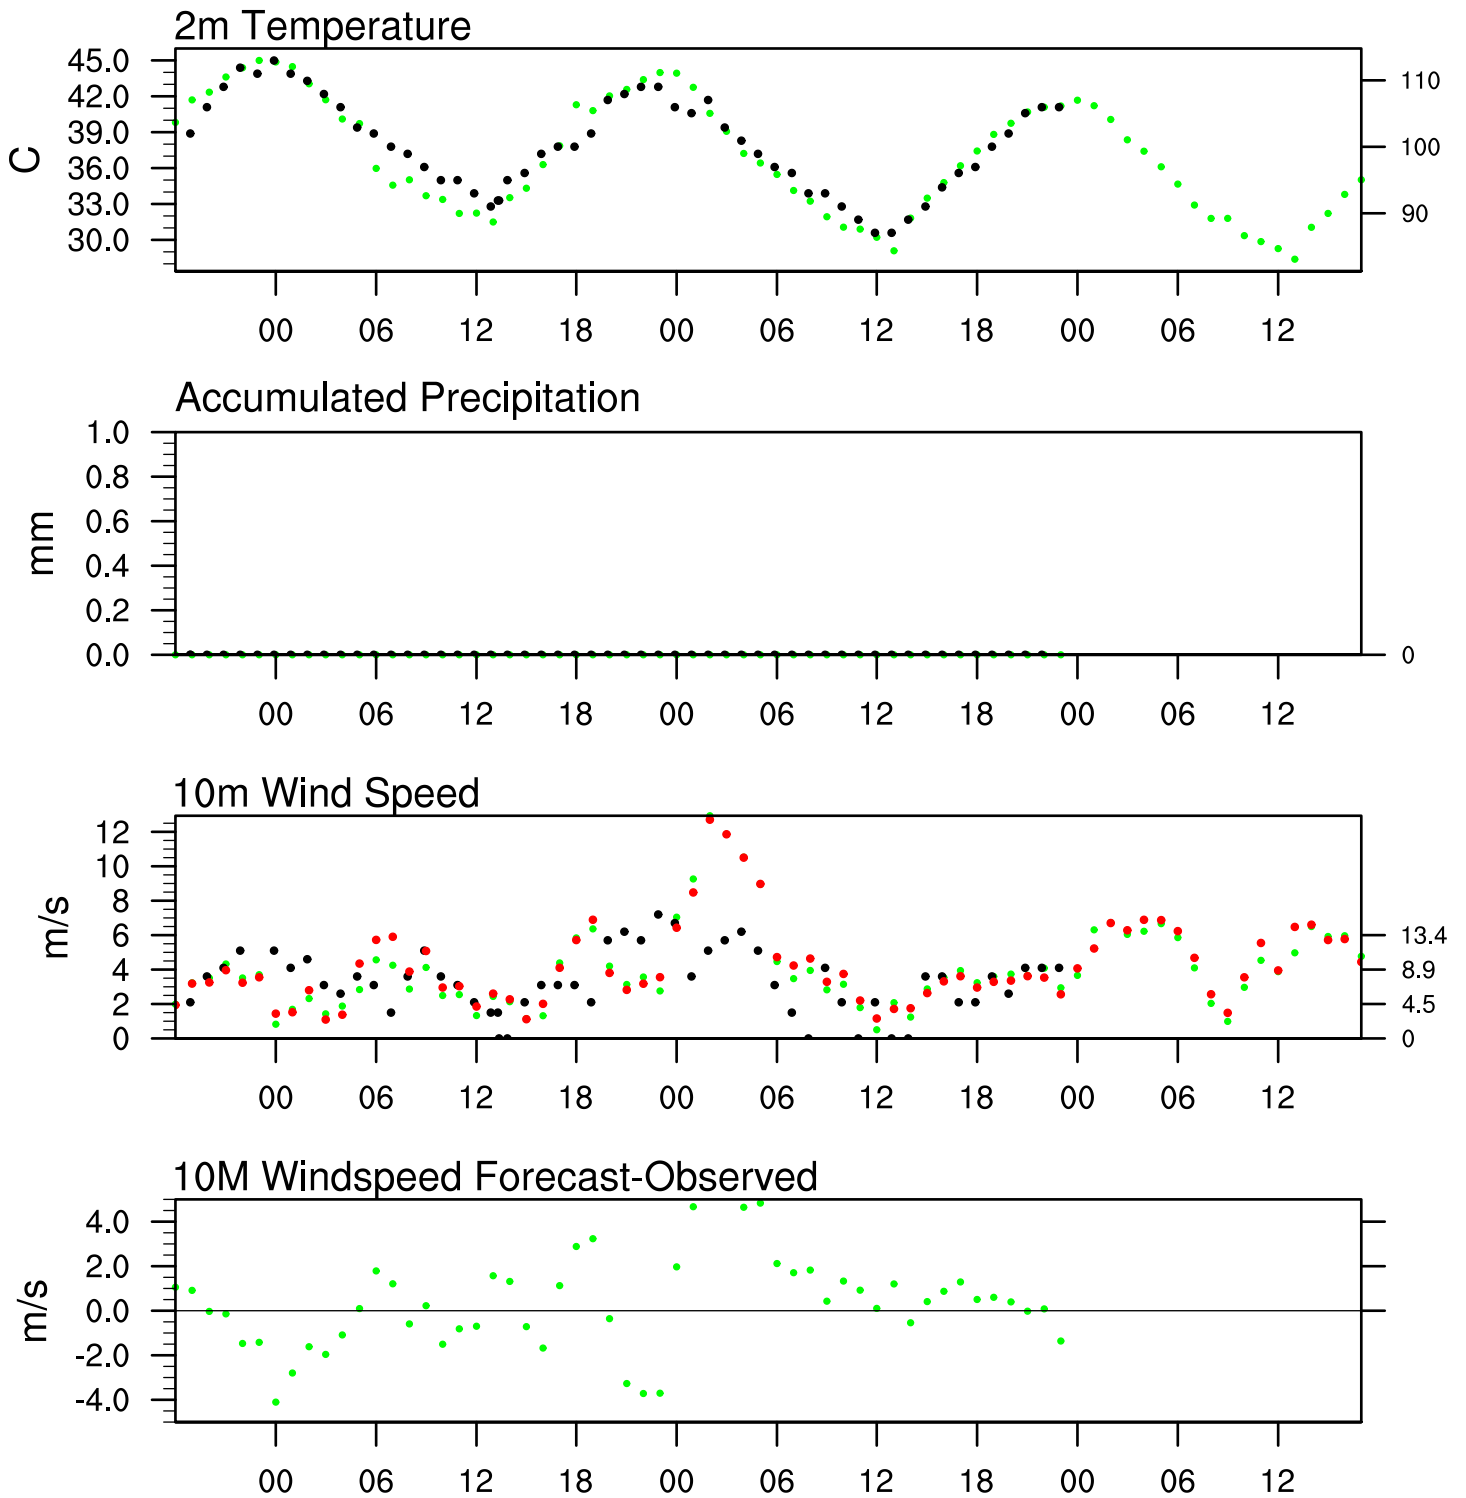 2m Temperature
45.0
42.0
39.0
36.0
33.0
30.0
C
110
100
90
00 06 12 18 00 06 12 18 00 06 12
Accumulated Precipitation
1.0
0.8
0.6
0.4
0.2
0.0
mm
0
00 06 12 18 00 06 12 18 00 06 12
10m Wind Speed
12
10
8
6
4
2
0
m/s
13.4
8.9
4.5
0
00 06 12 18 00 06 12 18 00 06 12
10M Windspeed Forecast-Observed
4.0
2.0
0.0
-2.0
-4.0
m/s
00 06 12 18 00 06 12 18 00 06 12